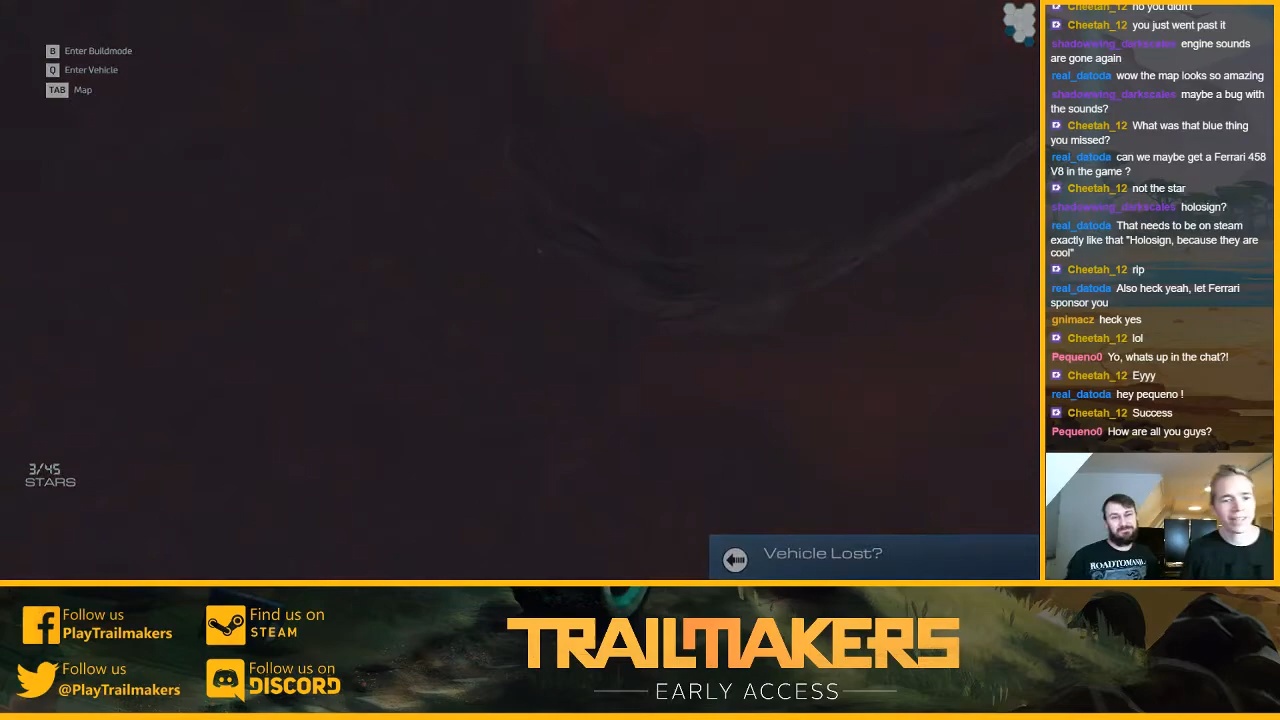 B Enter Buildmode
Q Enter Vehicle
TAB Map
3/45
STARS
Vehicle Lost?
Cheetah_12 no you didn't
Cheetah_12 you just went past it
shadowwing_darkscales engine sounds
are gone again
real_datoda wow the map looks so amazing
shadowwing_darkscales maybe a bug with
the sounds?
Cheetah_12 What was that blue thing
you missed?
real_datoda can we maybe get a Ferrari 458
V8 in the game ?
Cheetah_12 not the star
shadowwing_darkscales holosign?
real_datoda That needs to be on steam
exactly like that "Holosign, because they are
cool"
Cheetah_12 rip
real_datoda Also heck yeah, let Ferrari
sponsor you
gnimacz heck yes
Cheetah_12 lol
Pequeno0 Yo, whats up in the chat?!
Cheetah_12 Eyyy
real_datoda hey pequeno !
Cheetah_12 Success
Pequeno0 How are all you guys?
Follow us
PlayTrailmakers
Find us on
STEAM
Follow us
@PlayTrailmakers
Follow us on
DISCORD
TRAILMAKERS
EARLY ACCESS